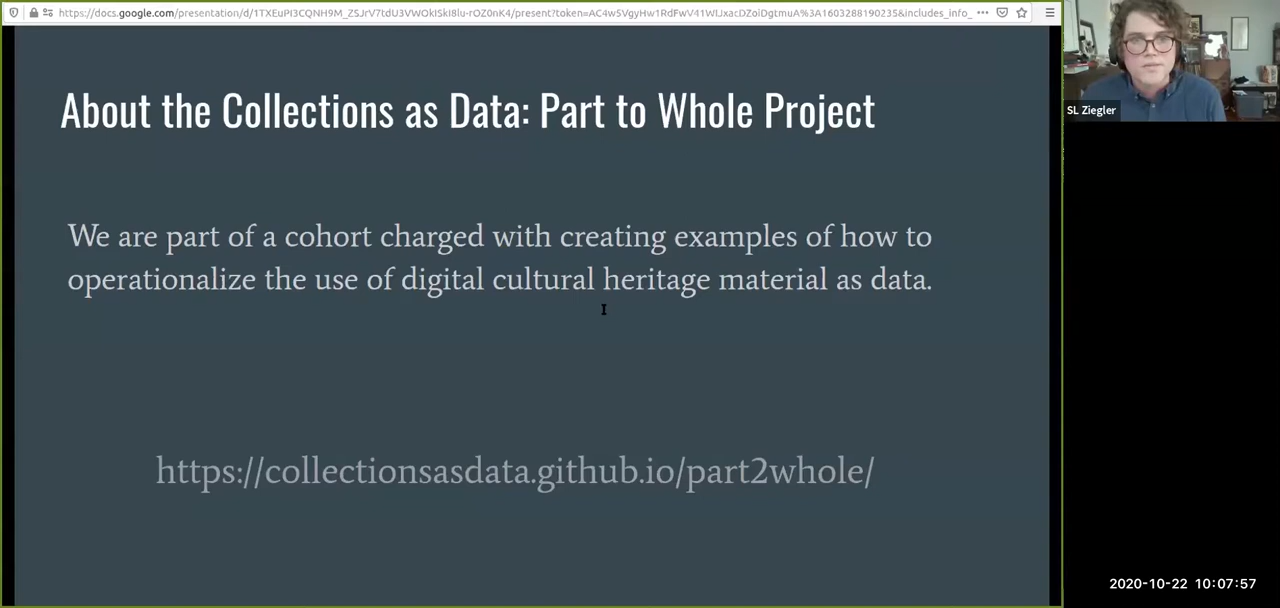 About the Collections as Data: Part to Whole Project
We are part of a cohort charged with creating examples of how to
operationalize the use of digital cultural heritage material as data.
https://collectionsasdata.github.io/part2whole/
SL Ziegler
2020-10-22 10:07:57